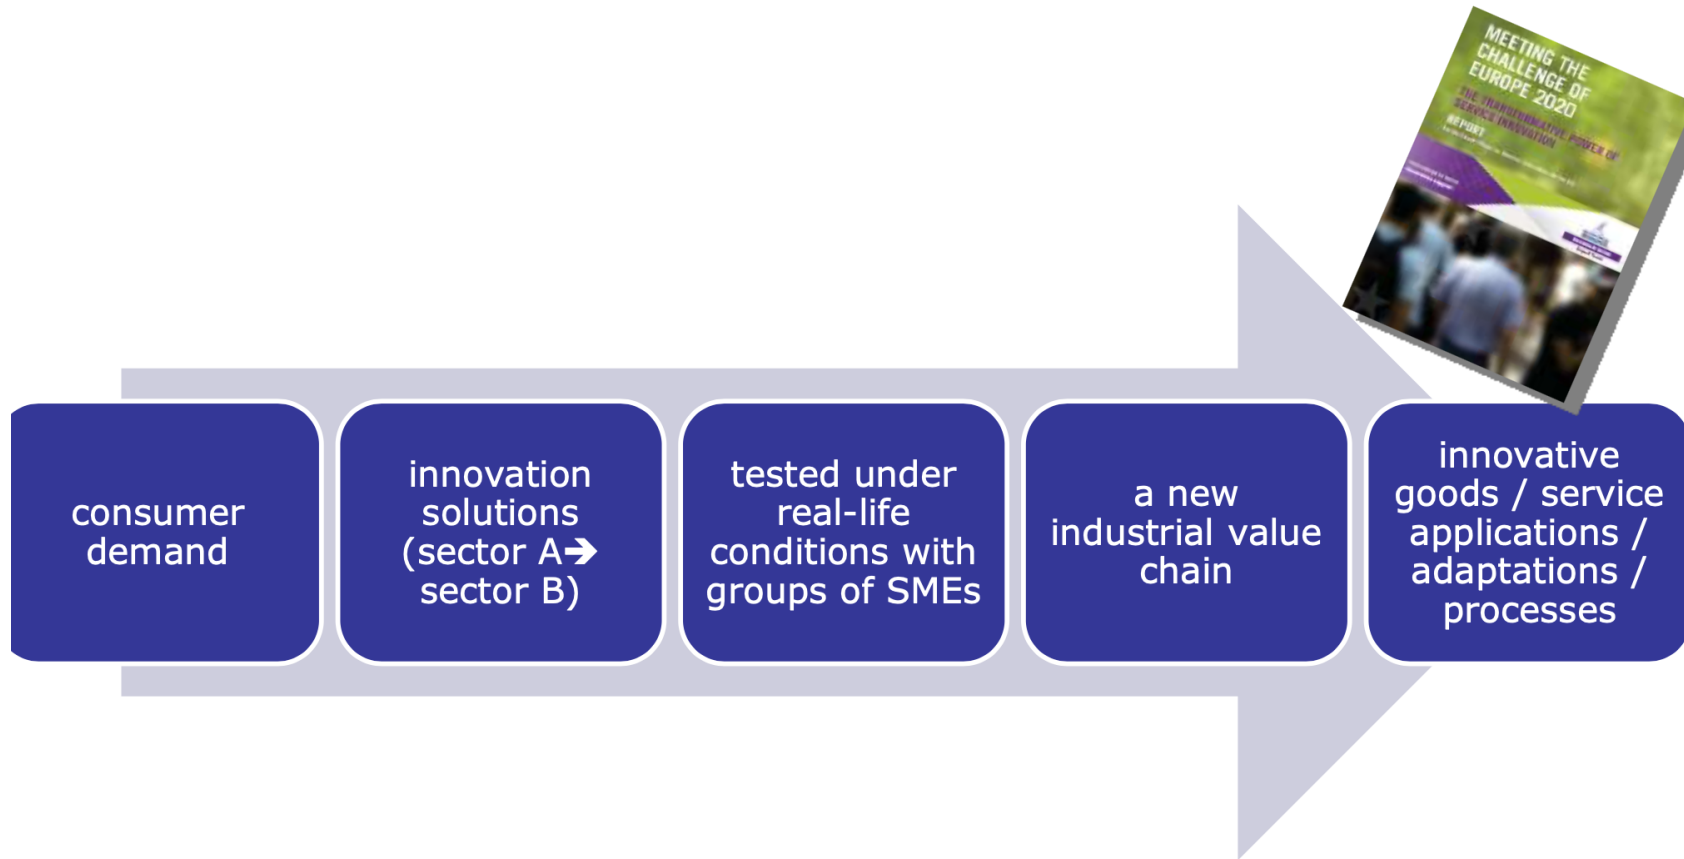 MEETING THE
CHALLENGE OF
EUROPE 2020
THE TRANSFORMATIVE POWER OF
SERVICE INNOVATION
REPORT
consumer
demand
innovation
solutions
(sector A➔
sector B)
tested under
real-life
conditions with
groups of SMEs
a new
industrial value
chain
innovative
goods / service
applications /
adaptations /
processes